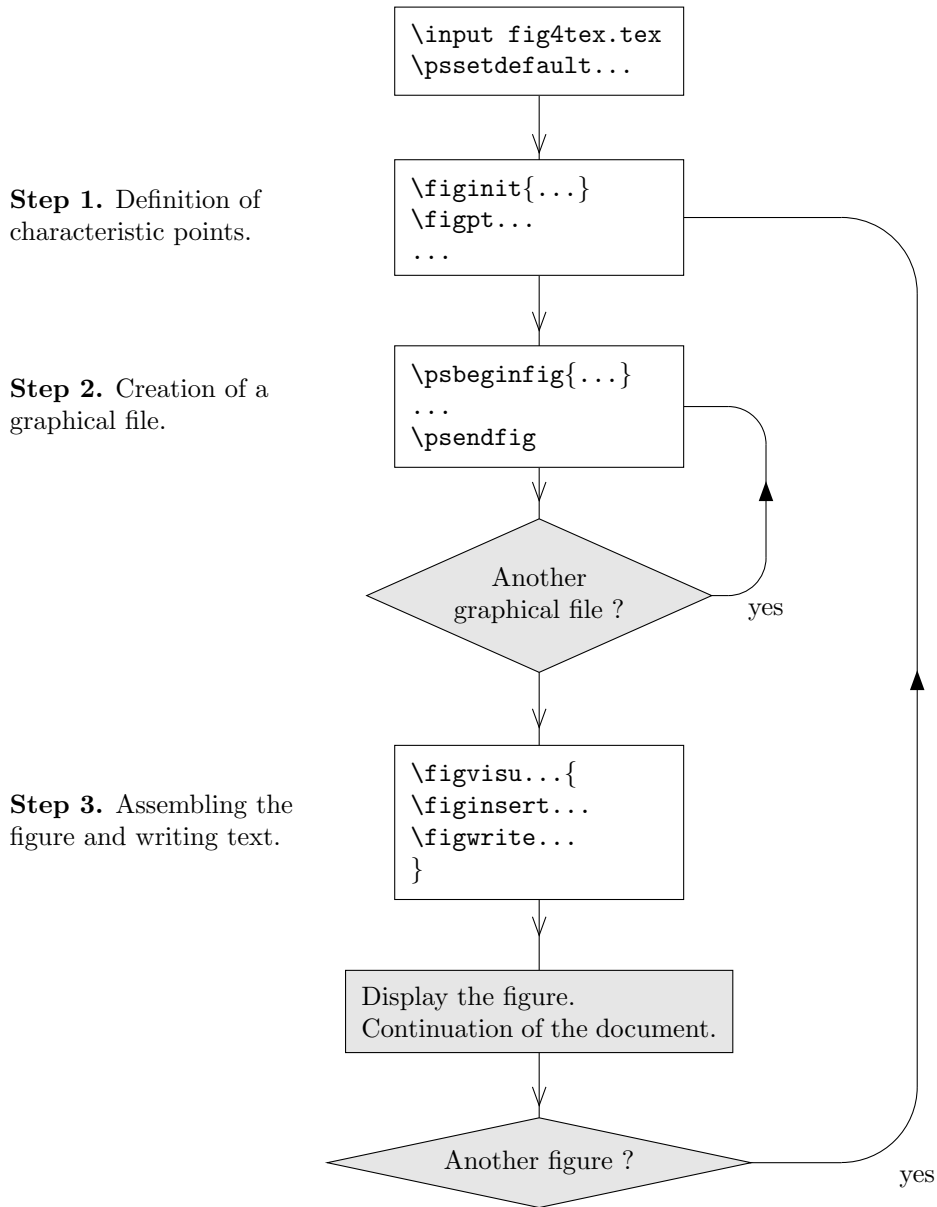 \input fig4tex.tex
\pssetdefault...
Step 1. Definition of
characteristic points.
\figinit{...}
\figpt...
...
Step 2. Creation of a
graphical file.
\psbeginfig{...}
...
\psendfig
Another
graphical file ?
yes
Step 3. Assembling the
figure and writing text.
\figvisu...{
\figinsert...
\figwrite...
}
Display the figure.
Continuation of the document.
Another figure ?
yes